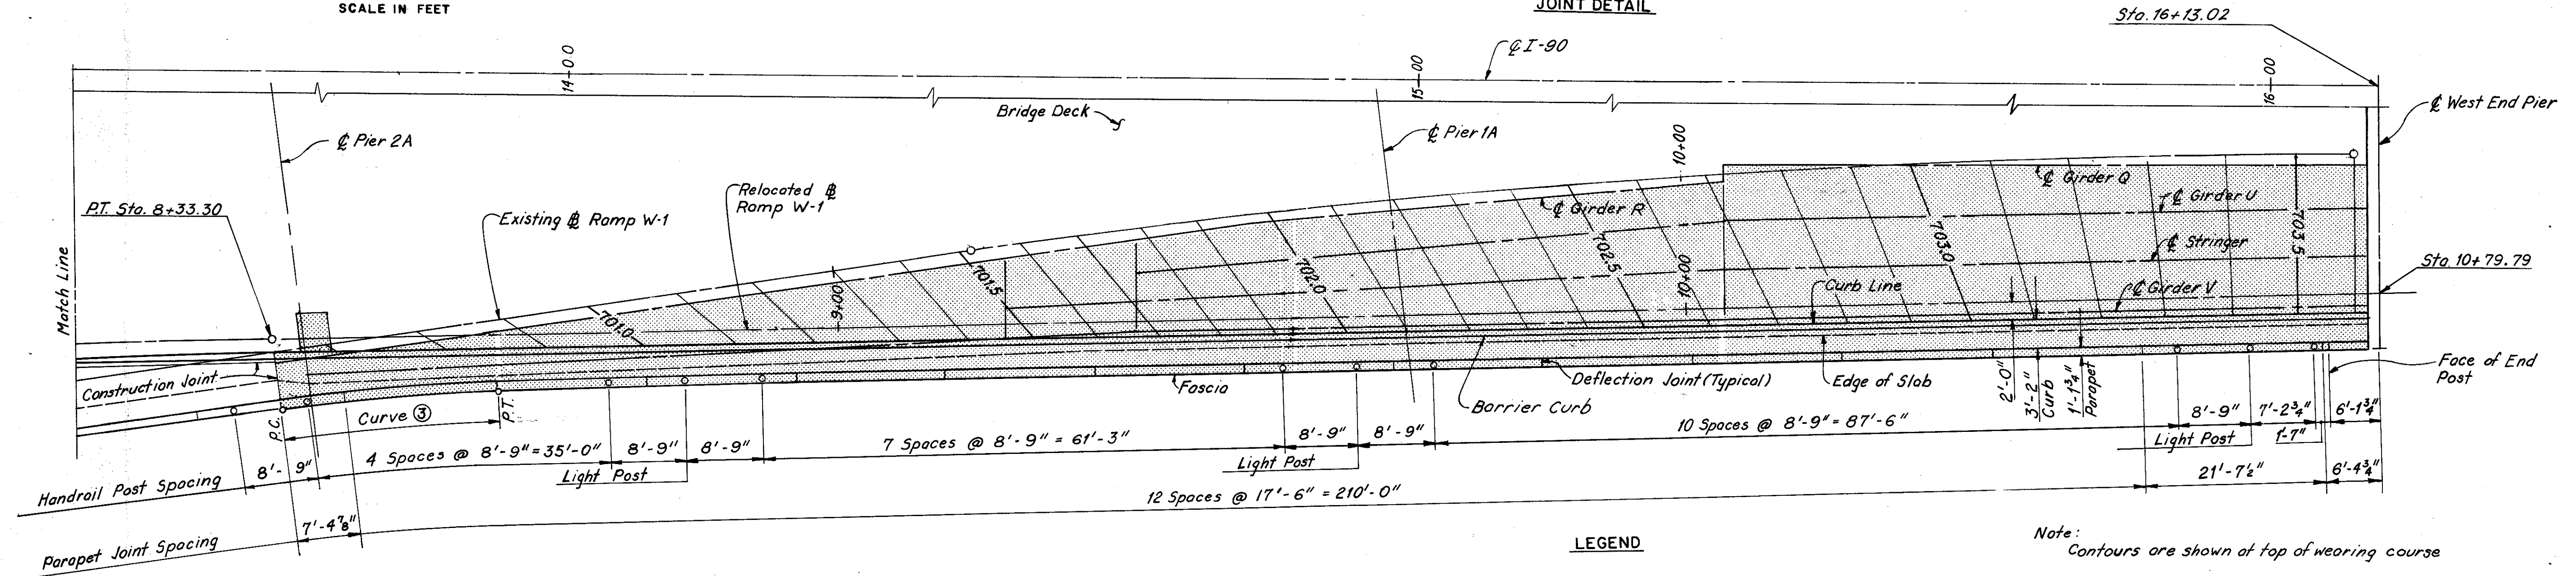 SCALE IN FEET
JOINT DETAIL
Sta. 16+13.02
14-00
15-00
16-00
℄ I-90
Bridge Deck
℄ West End Pier
℄ Pier 2A
℄ Pier 1A
10+00
P.T. Sta. 8+33.30
Existing ᗸ Ramp W-1
Relocated ᗸ
Ramp W-1
℄ Girder Q
℄ Girder R
℄ Girder U
℄ Stringer
℄ Girder V
703.5
703.0
702.5
702.0
701.5
701.0
9+00
10+00
Sta. 10+79.79
Match Line
Curb Line
Construction Joint
Curve ③
P.C.
P.T.
Fascia
Deflection Joint (Typical)
Edge of Slab
Barrier Curb
2'-0"
3'-2"
Curb
1'-1¾"
Parapet
Face of End
Post
Handrail Post Spacing
8'-9"
4 Spaces @ 8'-9"=35'-0"
8'-9"
8'-9"
Light Post
7 Spaces @ 8'-9" = 61'-3"
8'-9"
8'-9"
Light Post
10 Spaces @ 8'-9" = 87'-6"
8'-9"
7'-2¾"
6'-1¾"
Light Post
1'-7"
Parapet Joint Spacing
7'-4⅞"
12 Spaces @ 17'-6" = 210'-0"
21'-7½"
6'-4¾"
LEGEND
Note:
Contours are shown at top of wearing course